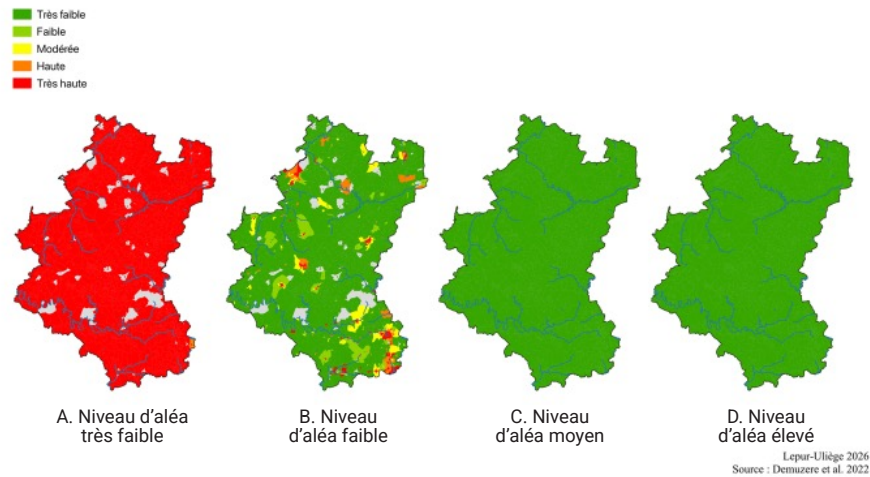 Très faible
Faible
Modérée
Haute
Très haute
A. Niveau d'aléa
très faible
B. Niveau
d'aléa faible
C. Niveau
d'aléa moyen
D. Niveau
d'aléa élevé
Lepur-Uliège 2026
Source : Demuzere et al. 2022